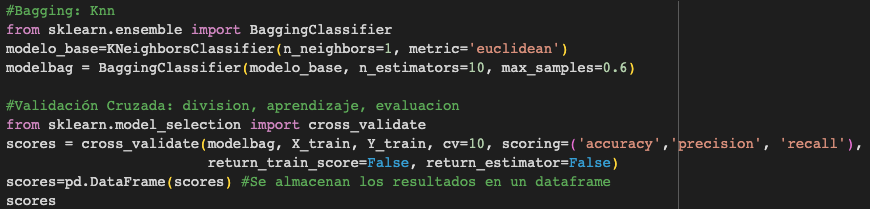 #Bagging: Knn
from sklearn.ensemble import BaggingClassifier
modelo_base=KNeighborsClassifier(n_neighbors=1, metric='euclidean')
modelbag = BaggingClassifier(modelo_base, n_estimators=10, max_samples=0.6)
#Validación Cruzada: division, aprendizaje, evaluacion
from sklearn.model_selection import cross_validate
scores = cross_validate(modelbag, X_train, Y_train, cv=10, scoring=('accuracy','precision', 'recall'),
return_train_score=False, return_estimator=False)
scores=pd.DataFrame(scores) #Se almacenan los resultados en un dataframe
scores